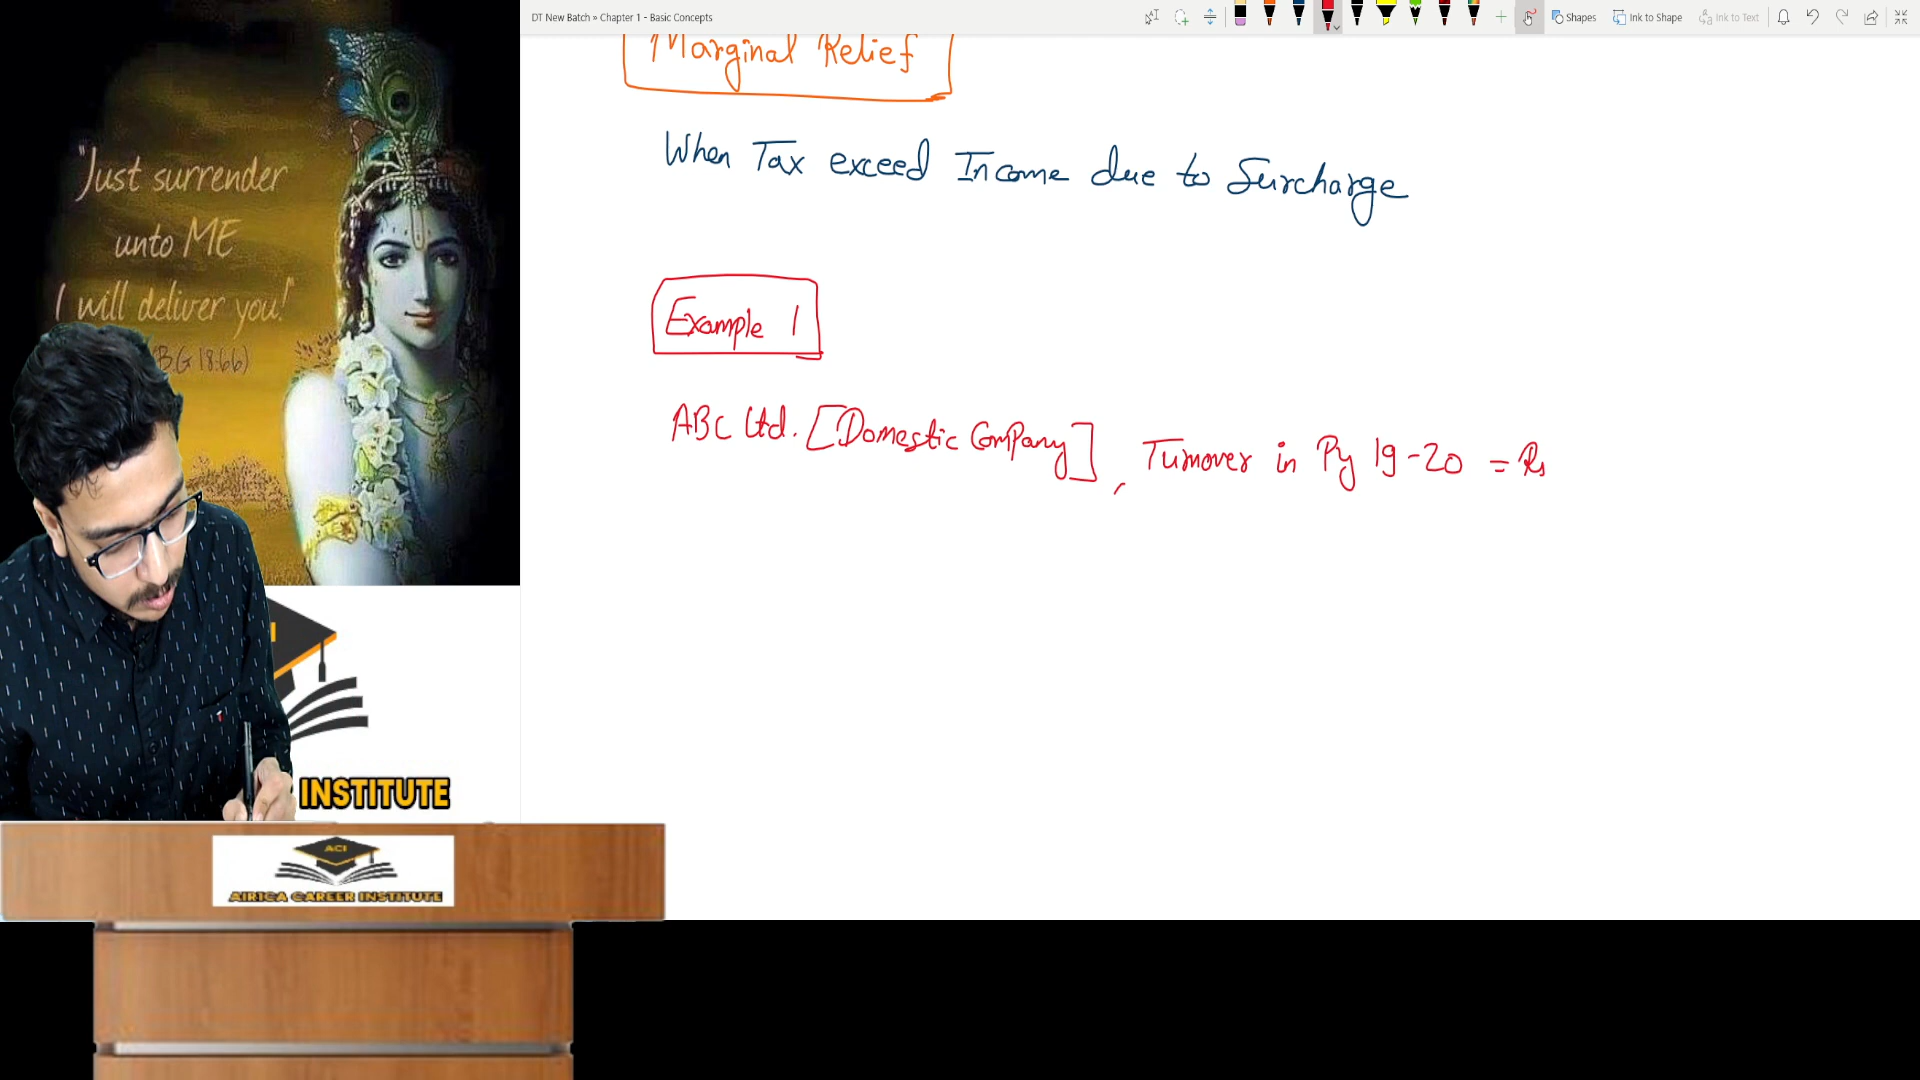 DT New Batch » Chapter 1 - Basic Concepts
Shapes
Ink to Shape
Ink to Text
Marginal Relief
When Tax exceed Income due to Surcharge
Example 1
ABC Ltd. [Domestic Company], Turnover in Py 19-20 = Rs
"Just surrender
unto ME
I will deliver you!"
(B.G 18:66)
INSTITUTE
ACI
AIRICA CAREER INSTITUTE